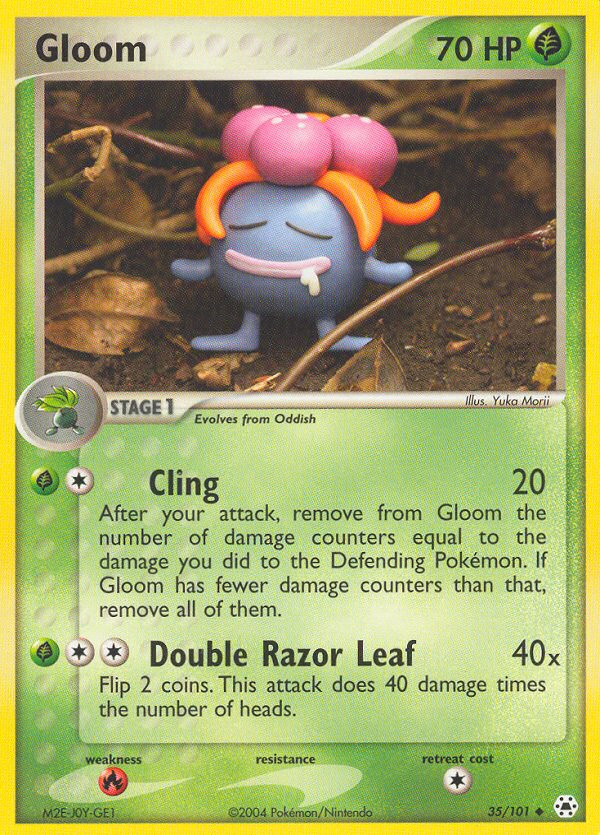 Gloom 70 HP
Illus. Yuka Morii
STAGE 1
Evolves from Oddish
Cling 20
After your attack, remove from Gloom the
number of damage counters equal to the
damage you did to the Defending Pokémon. If
Gloom has fewer damage counters than that,
remove all of them.
Double Razor Leaf 40x
Flip 2 coins. This attack does 40 damage times
the number of heads.
weakness resistance retreat cost
M2E-J0Y-GE1 ©2004 Pokémon/Nintendo 35/101